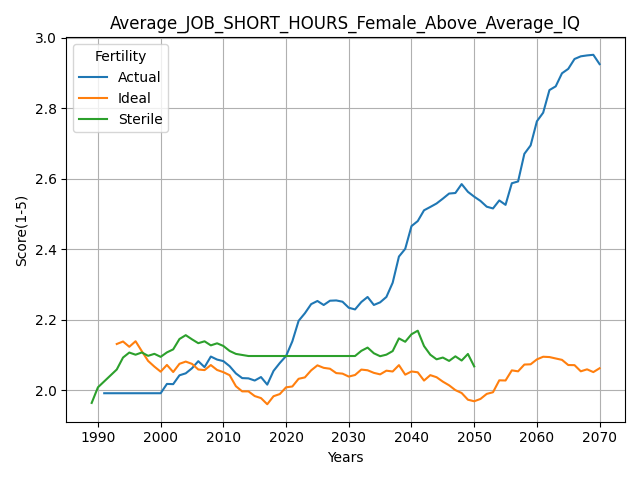 Average_JOB_SHORT_HOURS_Female_Above_Average_IQ
Fertility
Actual
Ideal
Sterile
Score(1-5)
3.0
2.8
2.6
2.4
2.2
2.0
1990 2000 2010 2020 2030 2040 2050 2060 2070
Years